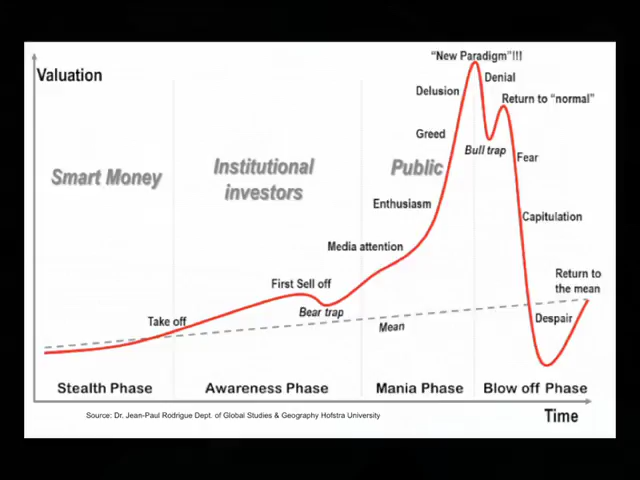 Valuation
"New Paradigm"!!!
Denial
Delusion
Return to "normal"
Greed
Bull trap
Fear
Smart Money
Institutional
investors
Public
Enthusiasm
Capitulation
Media attention
First Sell off
Return to
the mean
Bear trap
Take off
Mean
Despair
Stealth Phase
Awareness Phase
Mania Phase
Blow off Phase
Source: Dr. Jean-Paul Rodrigue Dept. of Global Studies & Geography Hofstra University
Time